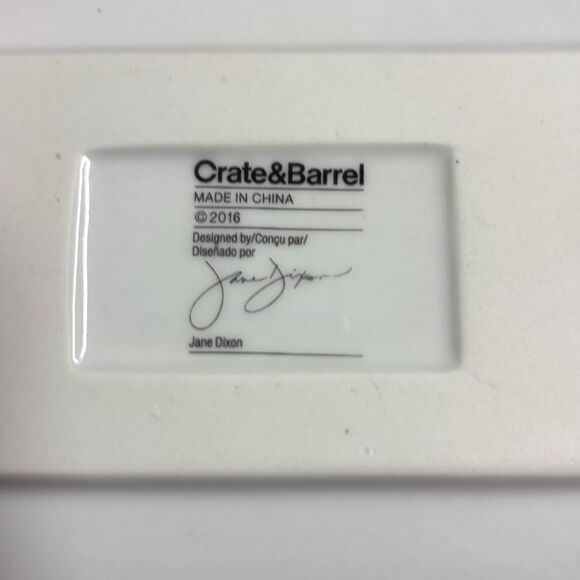 Crate&Barrel
MADE IN CHINA
©2016
Designed by/Conçu par/
Diseñado por
Jane Dixon
Jane Dixon